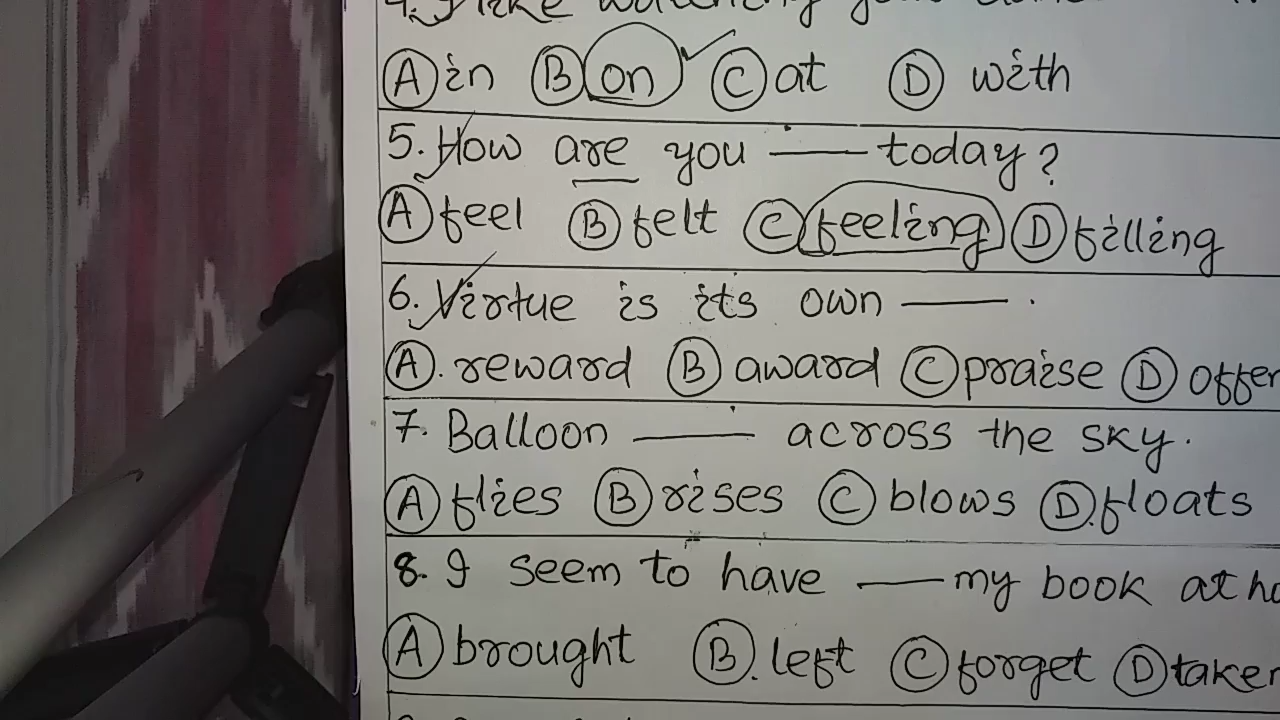 (A) in (B) on (C) at (D) with
5. How are you —— today?
(A) feel (B) felt (C) feeling (D) filling
6. Virtue is its own ——.
(A). reward (B) award (C) praise (D) offer
7. Balloon —— across the sky.
(A) flies (B) rises (C) blows (D). floats
8. I seem to have —— my book at
(A) brought (B). left (C) forget (D) taken